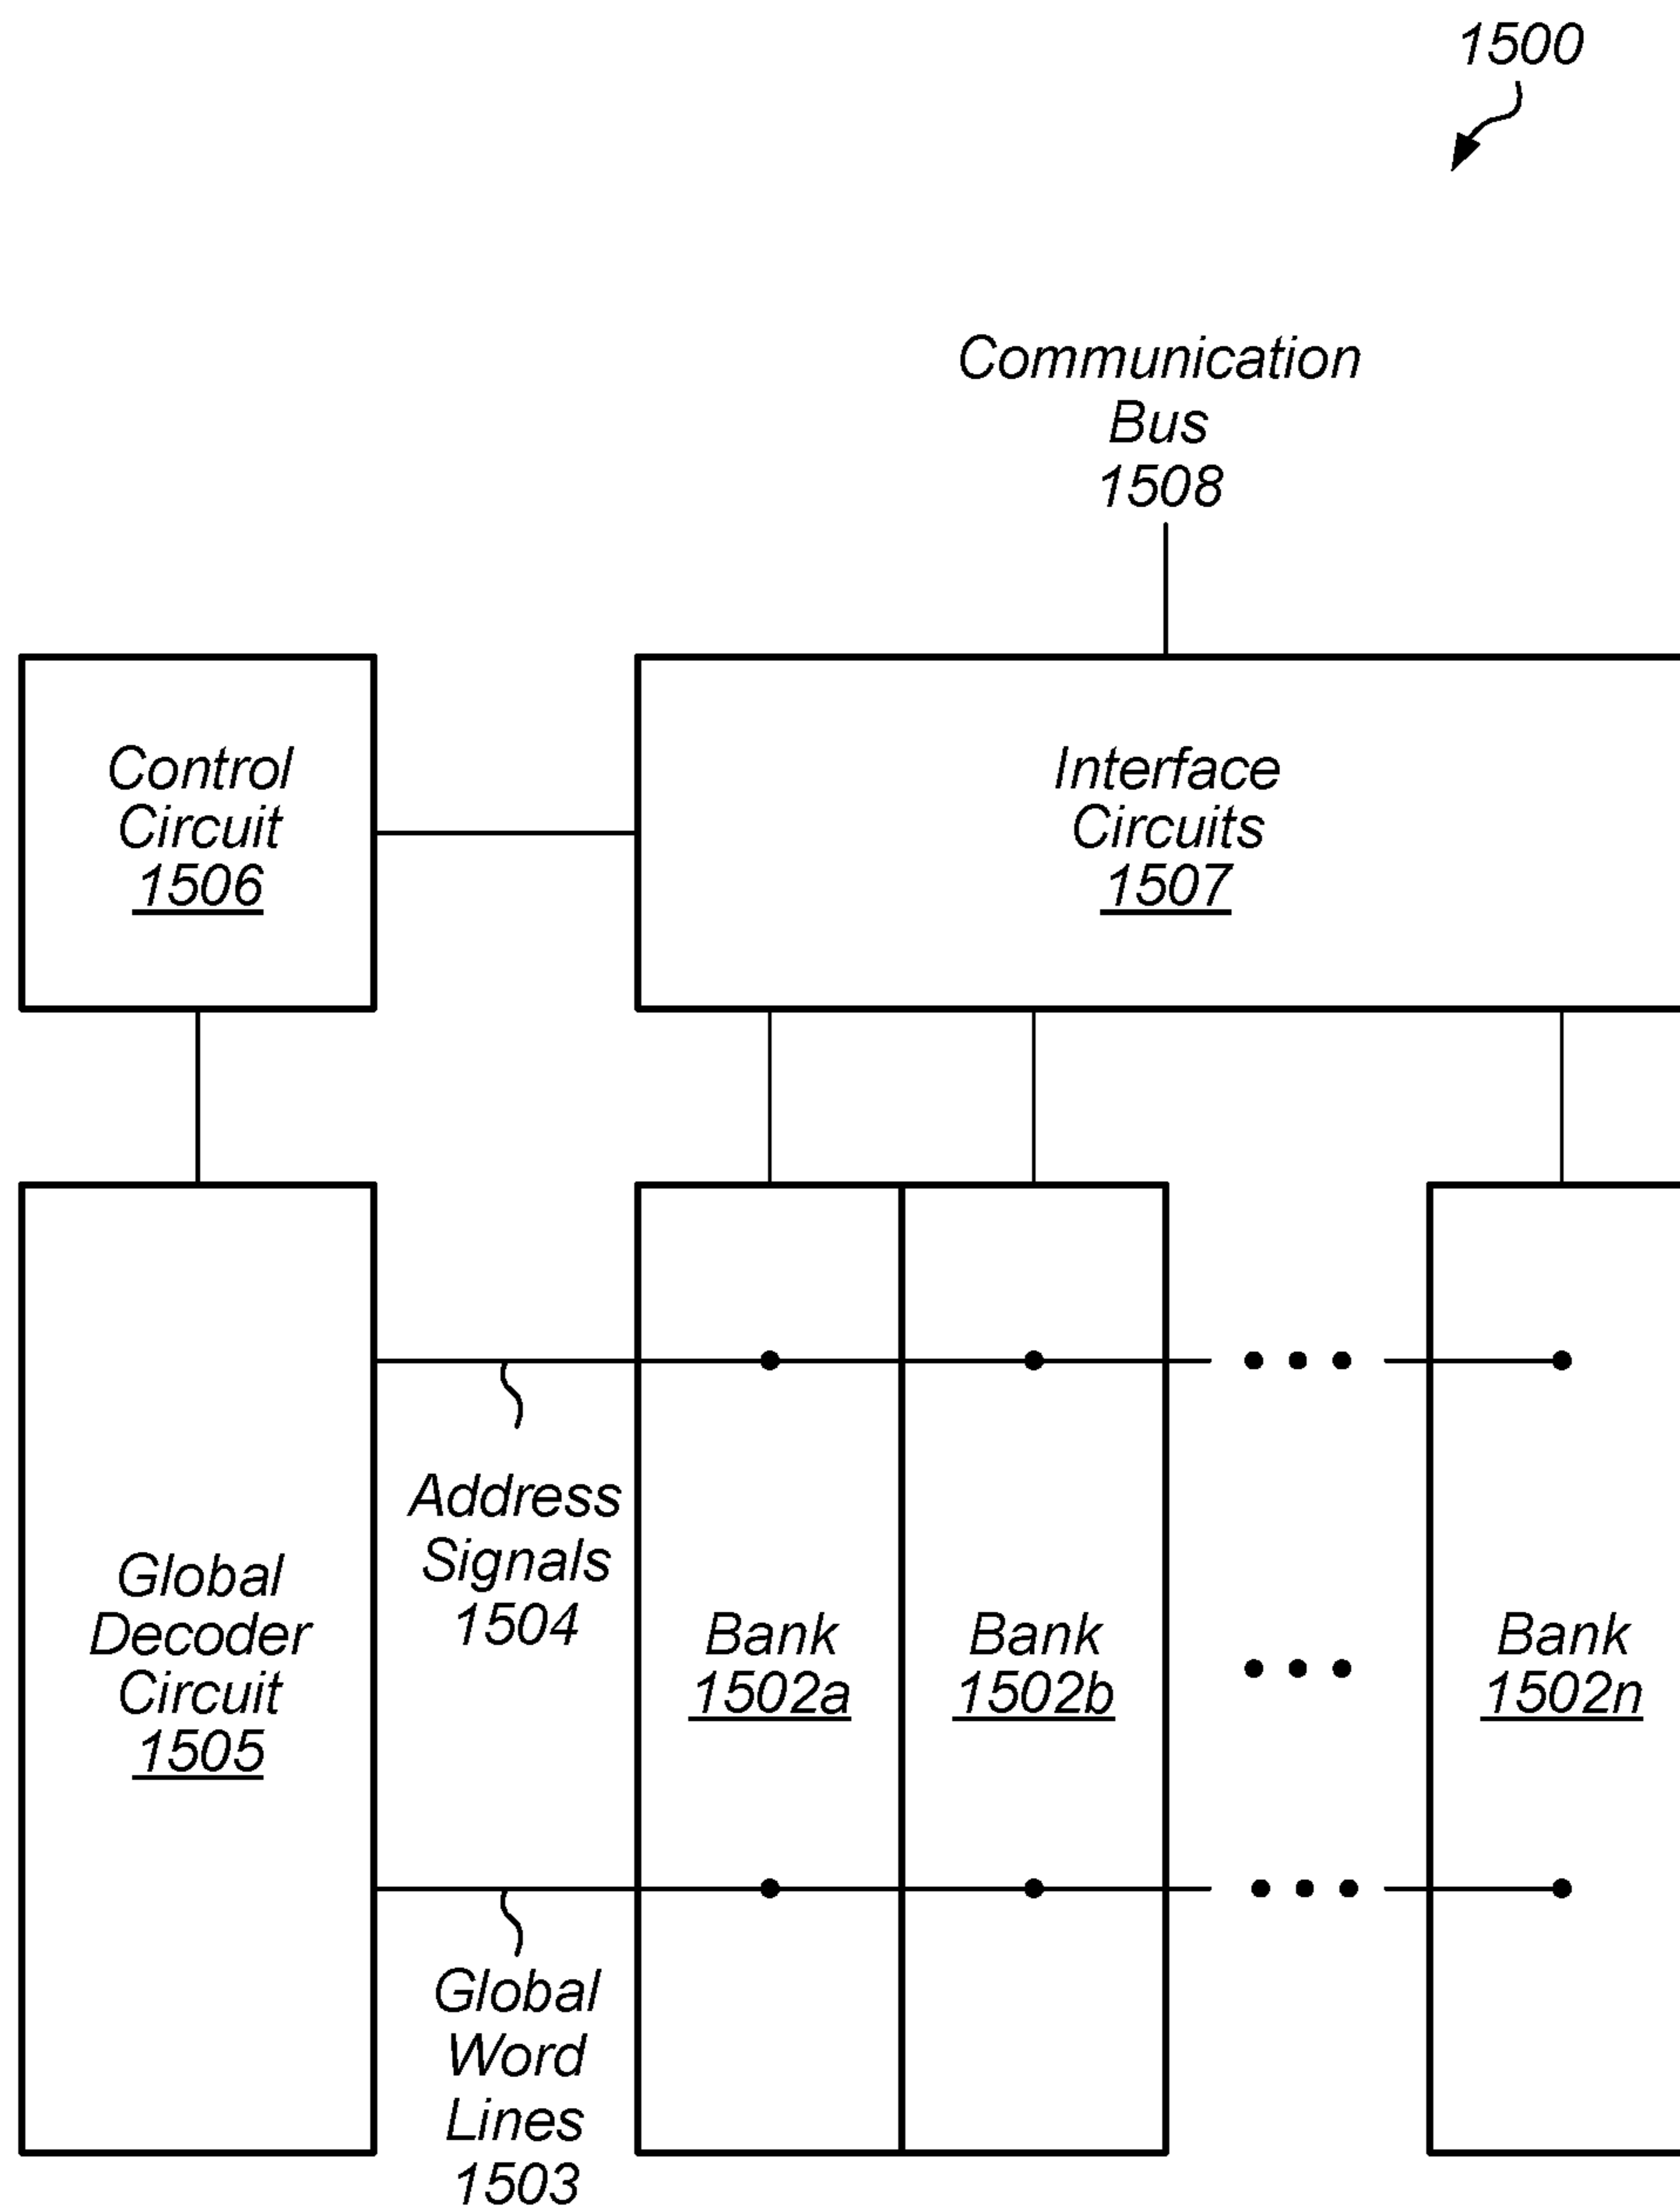 1500
Communication
Bus
1508
Control
Circuit
1506
Interface
Circuits
1507
Address
Signals
1504
Global
Decoder
Circuit
1505
Bank
1502a
Bank
1502b
Bank
1502n
Global
Word
Lines
1503